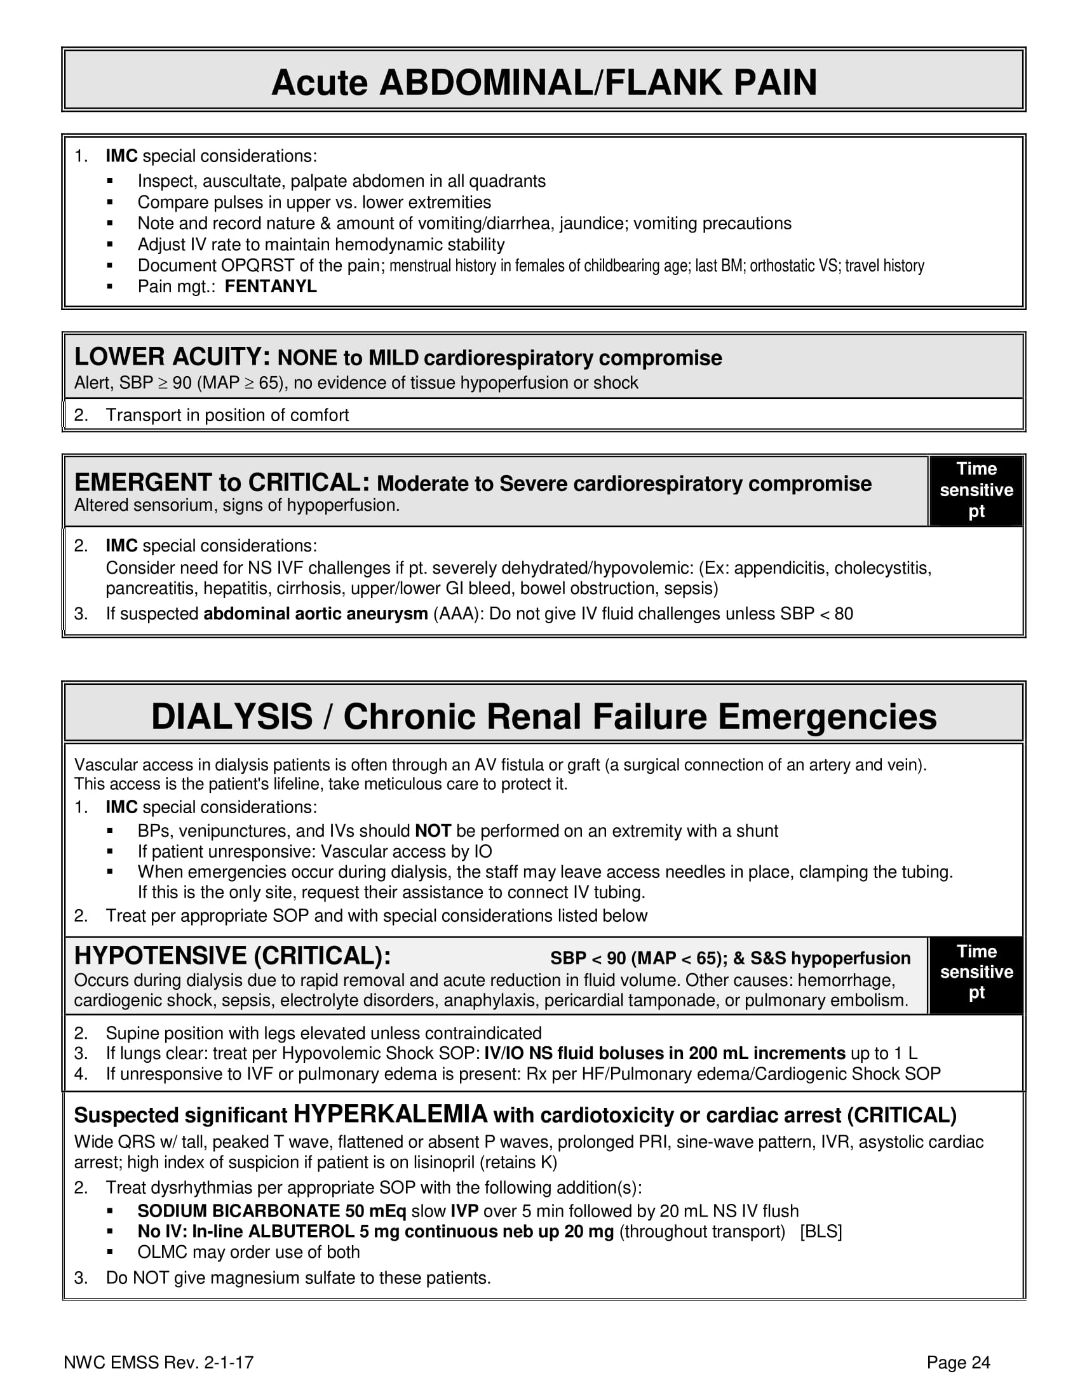 Acute ABDOMINAL/FLANK PAIN
1. IMC special considerations:
▪ Inspect, auscultate, palpate abdomen in all quadrants
▪ Compare pulses in upper vs. lower extremities
▪ Note and record nature & amount of vomiting/diarrhea, jaundice; vomiting precautions
▪ Adjust IV rate to maintain hemodynamic stability
▪ Document OPQRST of the pain; menstrual history in females of childbearing age; last BM; orthostatic VS; travel history
▪ Pain mgt.: FENTANYL
LOWER ACUITY: NONE to MILD cardiorespiratory compromise
Alert, SBP ≥ 90 (MAP ≥ 65), no evidence of tissue hypoperfusion or shock
2. Transport in position of comfort
EMERGENT to CRITICAL: Moderate to Severe cardiorespiratory compromise
Altered sensorium, signs of hypoperfusion.
Time
sensitive
pt
2. IMC special considerations:
Consider need for NS IVF challenges if pt. severely dehydrated/hypovolemic: (Ex: appendicitis, cholecystitis,
pancreatitis, hepatitis, cirrhosis, upper/lower GI bleed, bowel obstruction, sepsis)
3. If suspected abdominal aortic aneurysm (AAA): Do not give IV fluid challenges unless SBP < 80
DIALYSIS / Chronic Renal Failure Emergencies
Vascular access in dialysis patients is often through an AV fistula or graft (a surgical connection of an artery and vein).
This access is the patient's lifeline, take meticulous care to protect it.
1. IMC special considerations:
▪ BPs, venipunctures, and IVs should NOT be performed on an extremity with a shunt
▪ If patient unresponsive: Vascular access by IO
▪ When emergencies occur during dialysis, the staff may leave access needles in place, clamping the tubing.
If this is the only site, request their assistance to connect IV tubing.
2. Treat per appropriate SOP and with special considerations listed below
HYPOTENSIVE (CRITICAL): SBP < 90 (MAP < 65); & S&S hypoperfusion
Occurs during dialysis due to rapid removal and acute reduction in fluid volume. Other causes: hemorrhage,
cardiogenic shock, sepsis, electrolyte disorders, anaphylaxis, pericardial tamponade, or pulmonary embolism.
Time
sensitive
pt
2. Supine position with legs elevated unless contraindicated
3. If lungs clear: treat per Hypovolemic Shock SOP: IV/IO NS fluid boluses in 200 mL increments up to 1 L
4. If unresponsive to IVF or pulmonary edema is present: Rx per HF/Pulmonary edema/Cardiogenic Shock SOP
Suspected significant HYPERKALEMIA with cardiotoxicity or cardiac arrest (CRITICAL)
Wide QRS w/ tall, peaked T wave, flattened or absent P waves, prolonged PRI, sine-wave pattern, IVR, asystolic cardiac
arrest; high index of suspicion if patient is on lisinopril (retains K)
2. Treat dysrhythmias per appropriate SOP with the following addition(s):
▪ SODIUM BICARBONATE 50 mEq slow IVP over 5 min followed by 20 mL NS IV flush
▪ No IV: In-line ALBUTEROL 5 mg continuous neb up 20 mg (throughout transport) [BLS]
▪ OLMC may order use of both
3. Do NOT give magnesium sulfate to these patients.
NWC EMSS Rev. 2-1-17 Page 24